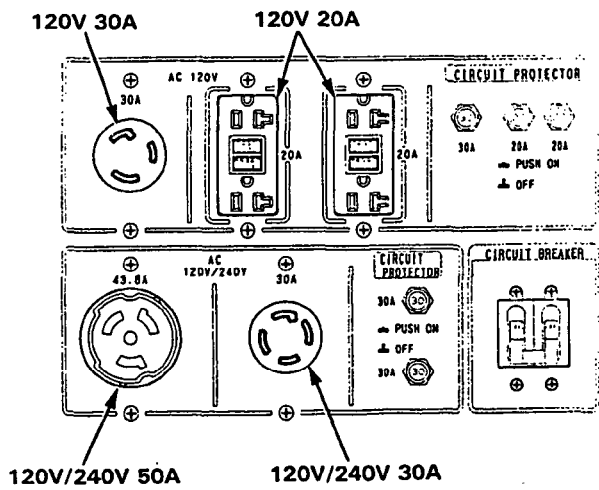 120V 30A
120V 20A
AC 120V
30A
20A
20A
CIRCUIT PROTECTOR
30
30A 20A 20A
PUSH ON
OFF
AC
120V/240V
43.8A
30A
CIRCUIT
PROTECTOR
30A 30
PUSH ON
OFF
30A 30
CIRCUIT BREAKER
120V/240V 50A
120V/240V 30A